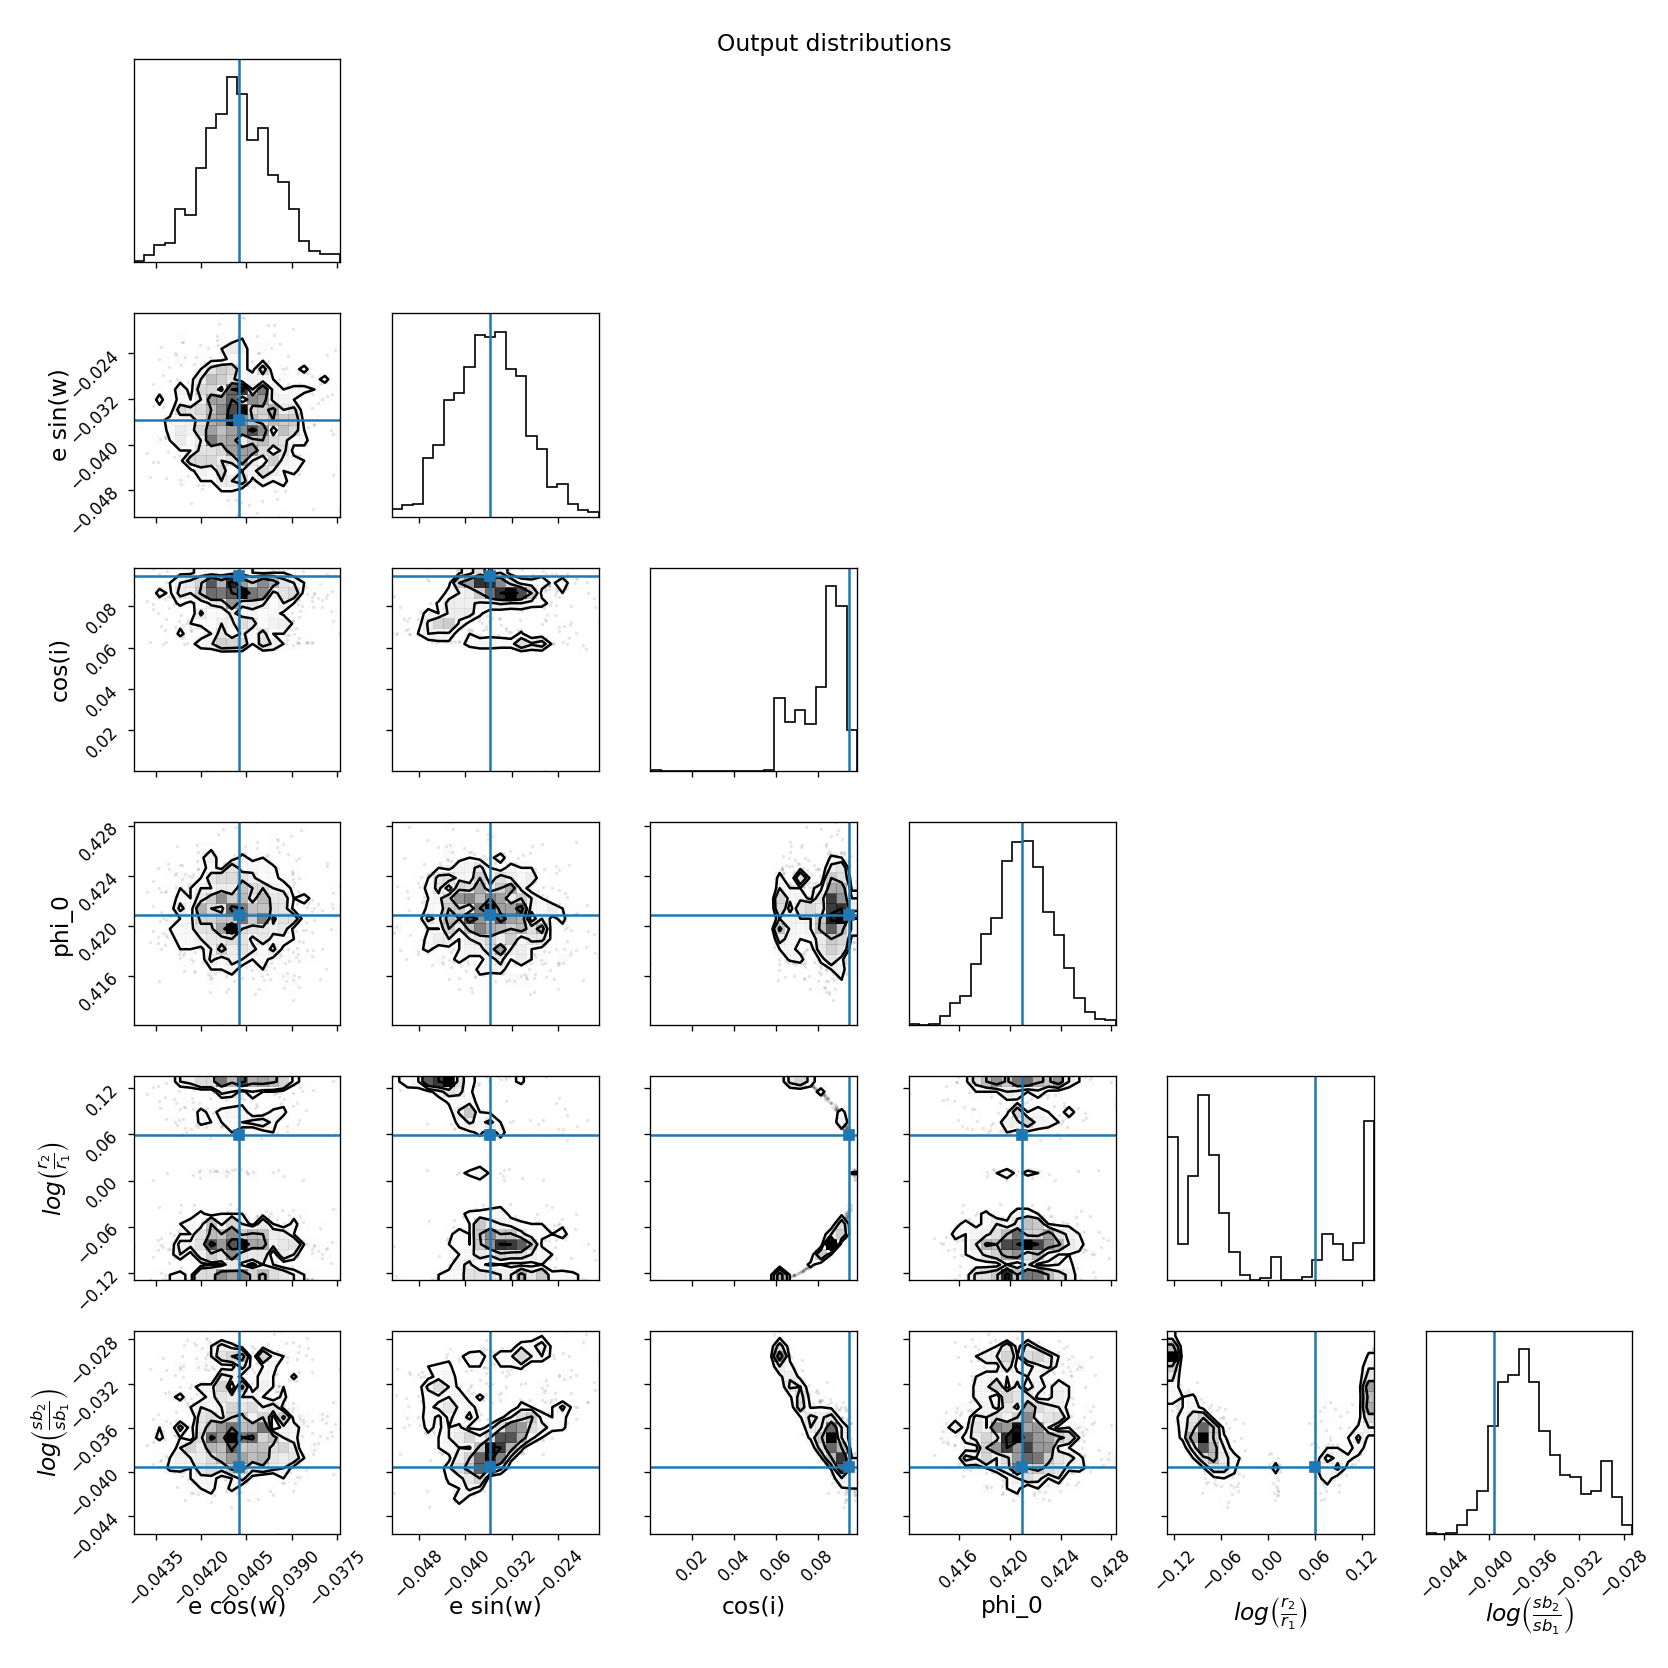 Output distributions
e sin(w)
−0.024
−0.032
−0.040
−0.048
cos(i)
0.08
0.06
0.04
0.02
phi_0
0.428
0.424
0.420
0.416
log(r₂/r₁)
0.12
0.06
0.00
−0.06
−0.12
log(sb₂/sb₁)
−0.028
−0.032
−0.036
−0.040
−0.044
−0.0435 −0.0420 −0.0405 −0.0390 −0.0375
−0.048 −0.040 −0.032 −0.024
0.02 0.04 0.06 0.08
0.416 0.420 0.424 0.428
−0.12 −0.06 0.00 0.06 0.12
−0.044 −0.040 −0.036 −0.032 −0.028
e cos(w) e sin(w) cos(i) phi_0 log(r₂/r₁) log(sb₂/sb₁)